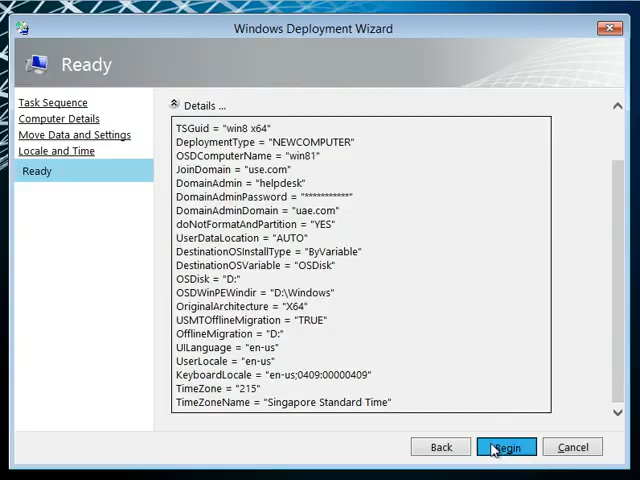 Windows Deployment Wizard
Ready
Task Sequence
Computer Details
Move Data and Settings
Locale and Time
Ready
Details ...
TSGuid = "win8 x64"
DeploymentType = "NEWCOMPUTER"
OSDComputerName = "win81"
JoinDomain = "use.com"
DomainAdmin = "helpdesk"
DomainAdminPassword = "***********"
DomainAdminDomain = "uae.com"
doNotFormatAndPartition = "YES"
UserDataLocation = "AUTO"
DestinationOSInstallType = "ByVariable"
DestinationOSVariable = "OSDisk"
OSDisk = "D:"
OSDWinPEWindir = "D:\Windows"
OriginalArchitecture = "X64"
USMTOfflineMigration = "TRUE"
OfflineMigration = "D:"
UILanguage = "en-us"
UserLocale = "en-us"
KeyboardLocale = "en-us;0409:00000409"
TimeZone = "215"
TimeZoneName = "Singapore Standard Time"
Back Begin Cancel